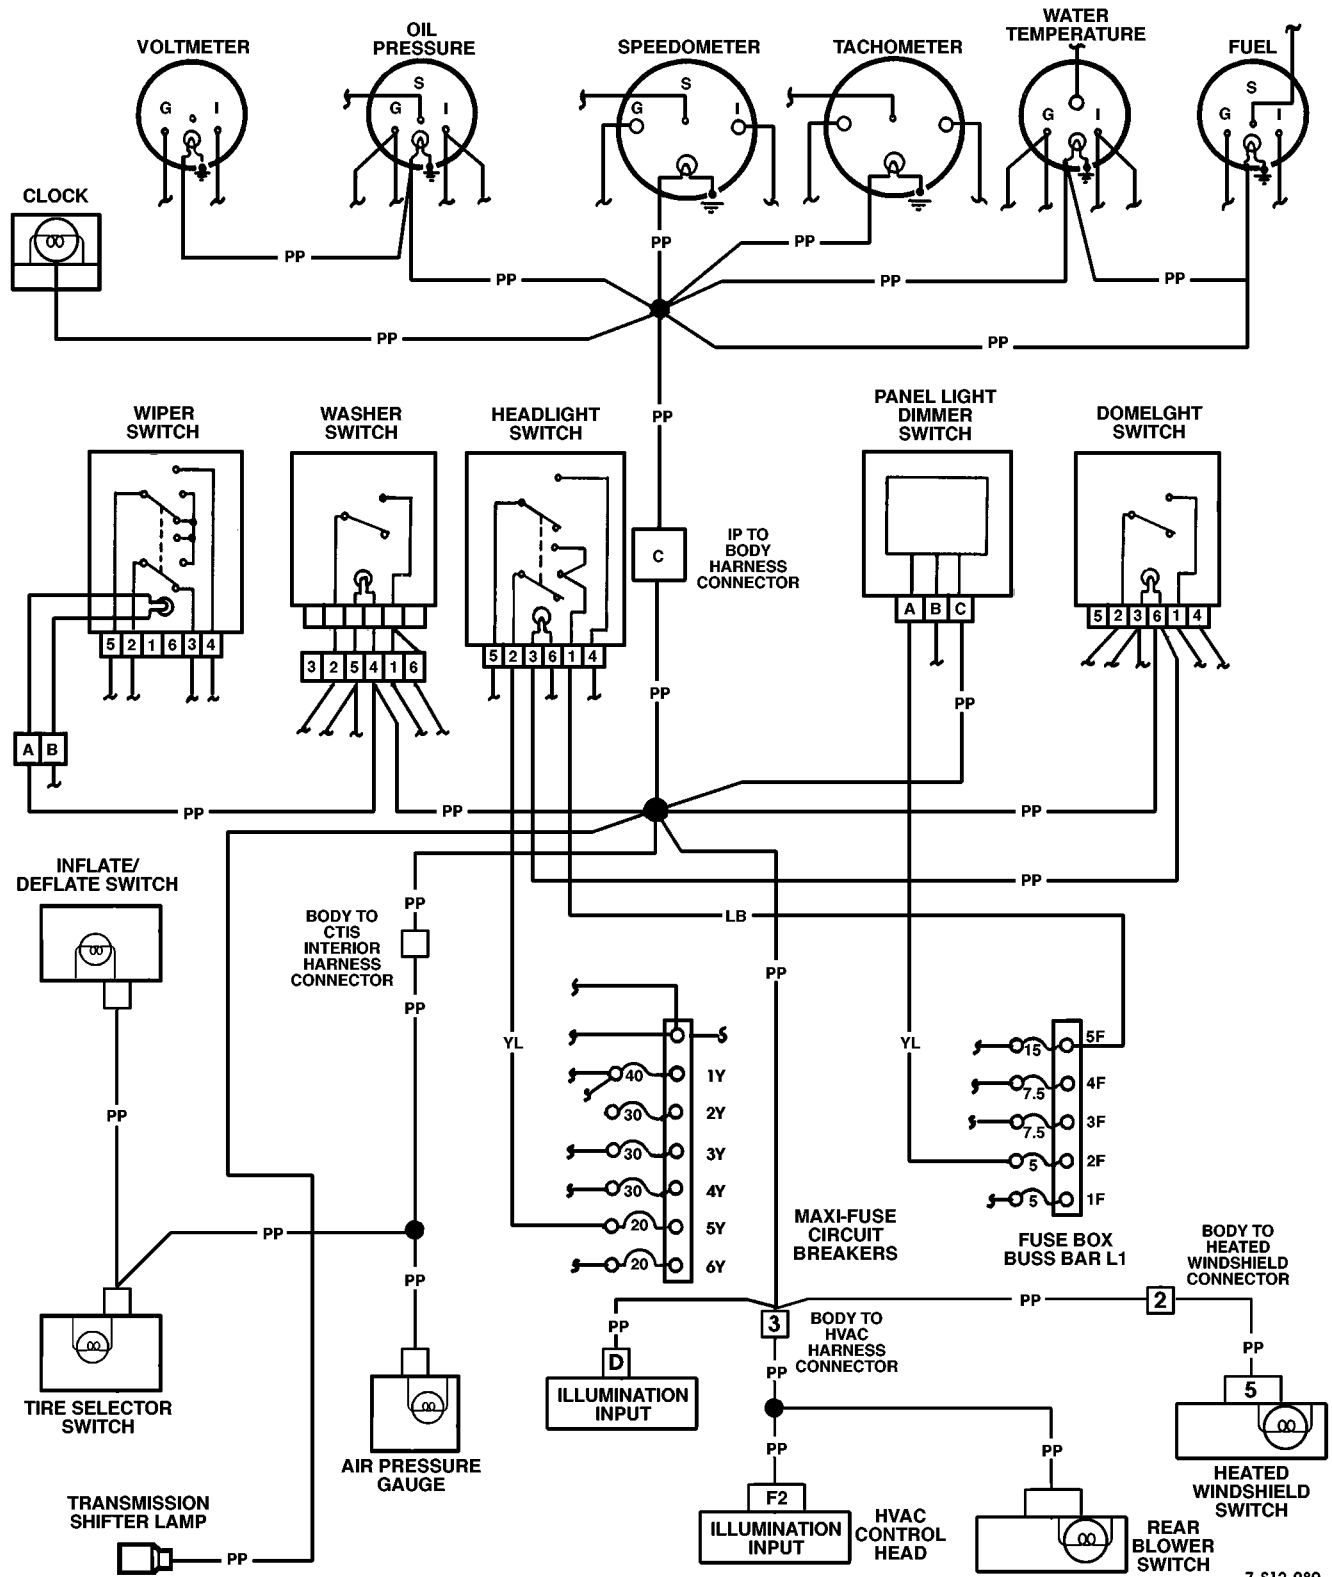 VOLTMETER
OIL
PRESSURE
SPEEDOMETER
TACHOMETER
WATER
TEMPERATURE
FUEL
G I
S
G I
S
G I
G I
S
G I
CLOCK
PP
PP
PP
PP
PP
PP
PP
PP
PP
WIPER
SWITCH
WASHER
SWITCH
HEADLIGHT
SWITCH
PANEL LIGHT
DIMMER
SWITCH
DOMELGHT
SWITCH
C
IP TO
BODY
HARNESS
CONNECTOR
5 2 1 6 3 4
3 2 5 4 1 6
5 2 3 6 1 4
A B C
5 2 3 6 1 4
A B
PP
PP
PP
PP
PP
PP
LB
INFLATE/
DEFLATE SWITCH
PP
BODY TO
CTIS
INTERIOR
HARNESS
CONNECTOR
PP
PP
YL
YL
40 1Y
30 2Y
30 3Y
30 4Y
20 5Y
20 6Y
MAXI-FUSE
CIRCUIT
BREAKERS
15 5F
7.5 4F
7.5 3F
5 2F
5 1F
FUSE BOX
BUSS BAR L1
PP
PP
PP
TIRE SELECTOR
SWITCH
AIR PRESSURE
GAUGE
TRANSMISSION
SHIFTER LAMP
PP
PP
D
ILLUMINATION
INPUT
3
BODY TO
HVAC
HARNESS
CONNECTOR
PP
PP
2
BODY TO
HEATED
WINDSHIELD
CONNECTOR
PP
5
HEATED
WINDSHIELD
SWITCH
PP
F2
ILLUMINATION
INPUT
HVAC
CONTROL
HEAD
PP
REAR
BLOWER
SWITCH